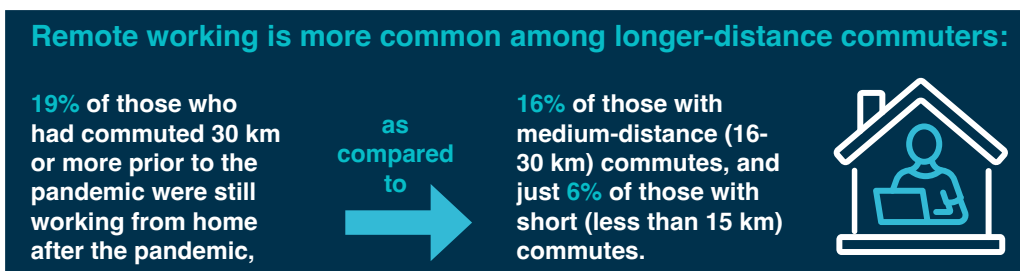 Remote working is more common among longer-distance commuters:
19% of those who
had commuted 30 km
or more prior to the
pandemic were still
working from home
after the pandemic,
as
compared
to
16% of those with
medium-distance (16-
30 km) commutes, and
just 6% of those with
short (less than 15 km)
commutes.